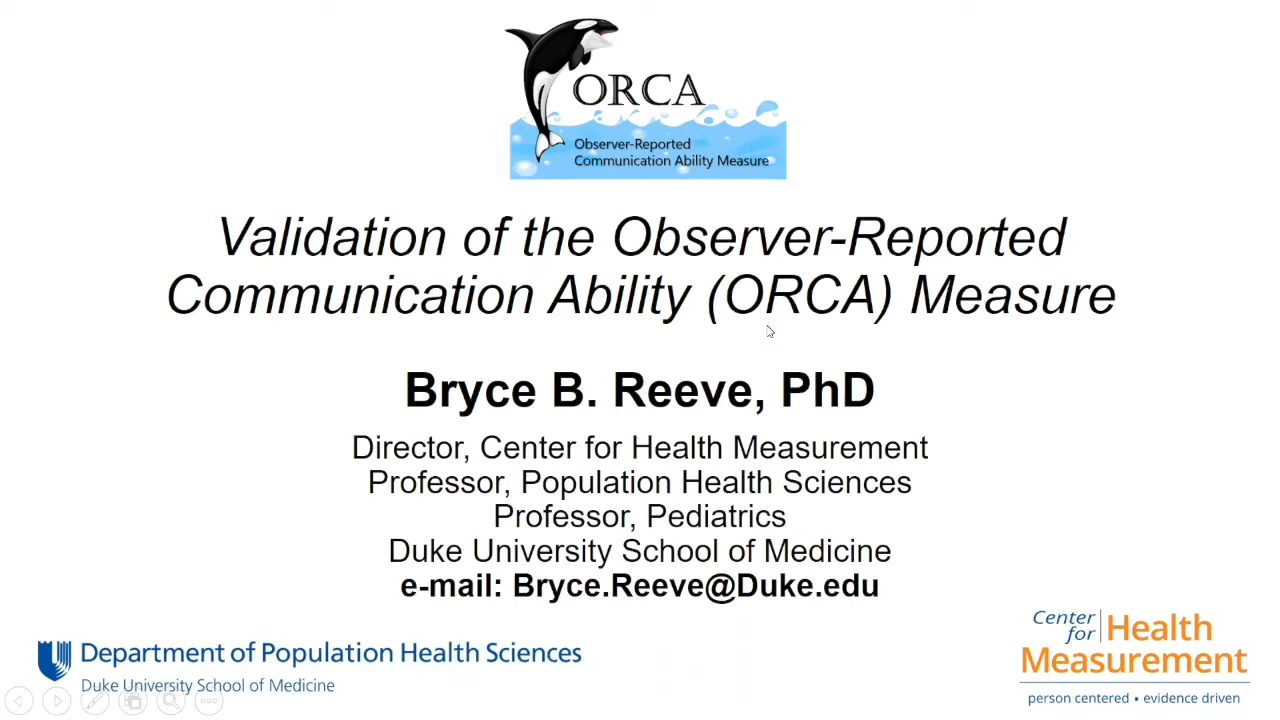 ORCA
Observer-Reported
Communication Ability Measure
Validation of the Observer-Reported
Communication Ability (ORCA) Measure
Bryce B. Reeve, PhD
Director, Center for Health Measurement
Professor, Population Health Sciences
Professor, Pediatrics
Duke University School of Medicine
e-mail: Bryce.Reeve@Duke.edu
Department of Population Health Sciences
Duke University School of Medicine
Center
for
Health
Measurement
person centered • evidence driven